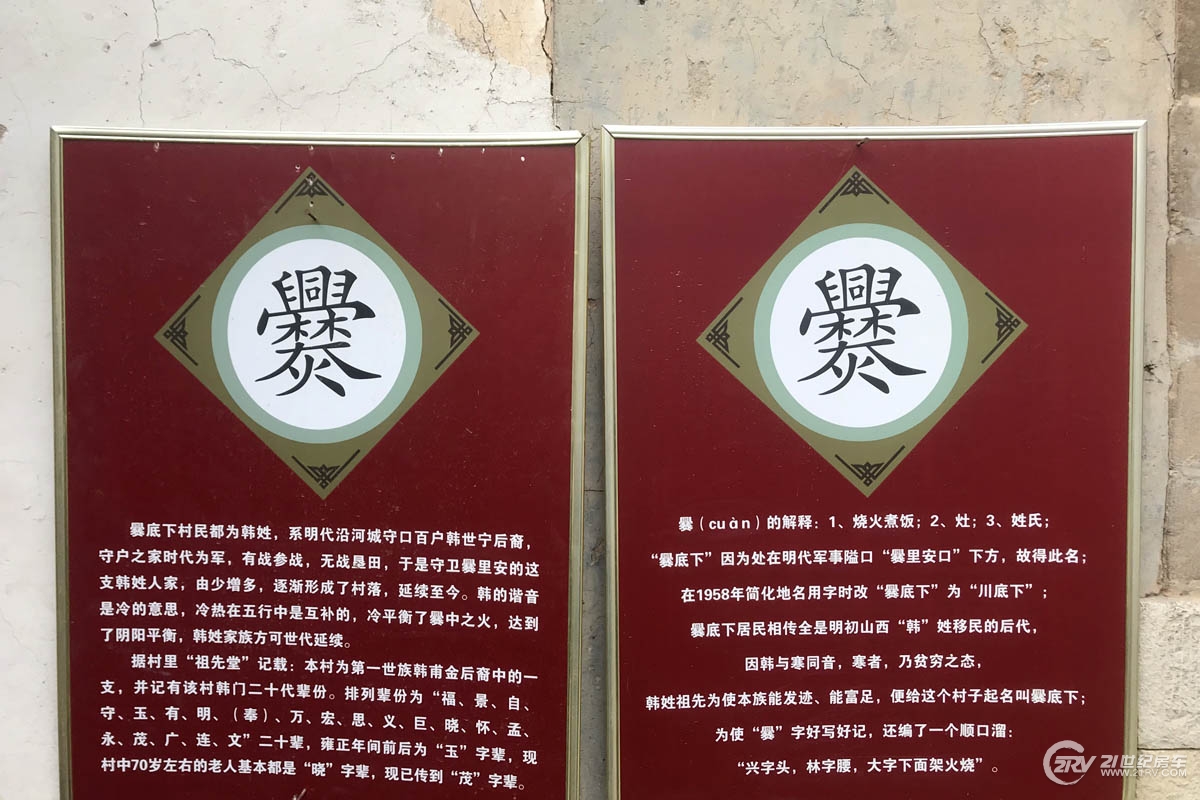 爨
爨底下村民都为韩姓，系明代沿河城守口百户韩世宁后裔，
守户之家时代为军，有战参战，无战垦田，于是守卫爨里安的这
支韩姓人家，由少增多，逐渐形成了村落，延续至今。韩的谐音
是冷的意思，冷热在五行中是互补的，冷平衡了爨中之火，达到
了阴阳平衡，韩姓家族方可世代延续。
据村里“祖先堂”记载：本村为第一世族韩甫金后裔中的一
支，并记有该村韩门二十代辈份。排列辈份为“福、景、自、
守、玉、有、明、（奉）、万、宏、思、义、巨、晓、怀、孟、
永、茂、广、连、文”二十辈，雍正年间前后为“玉”字辈，现
村中70岁左右的老人基本都是“晓”字辈，现已传到“茂”字辈。
爨
爨（cuàn）的解释：1、烧火煮饭；2、灶；3、姓氏；
“爨底下”因为处在明代军事隘口“爨里安口”下方，故得此名；
在1958年简化地名用字时改“爨底下”为“川底下”；
爨底下居民相传全是明初山西“韩”姓移民的后代，
因韩与寒同音，寒者，乃贫穷之态，
韩姓祖先为使本族能发迹、能富足，便给这个村子起名叫爨底下；
为使“爨”字好写好记，还编了一个顺口溜：
“兴字头，林字腰，大字下面架火烧”。
21世纪房车
WWW.21RV.COM